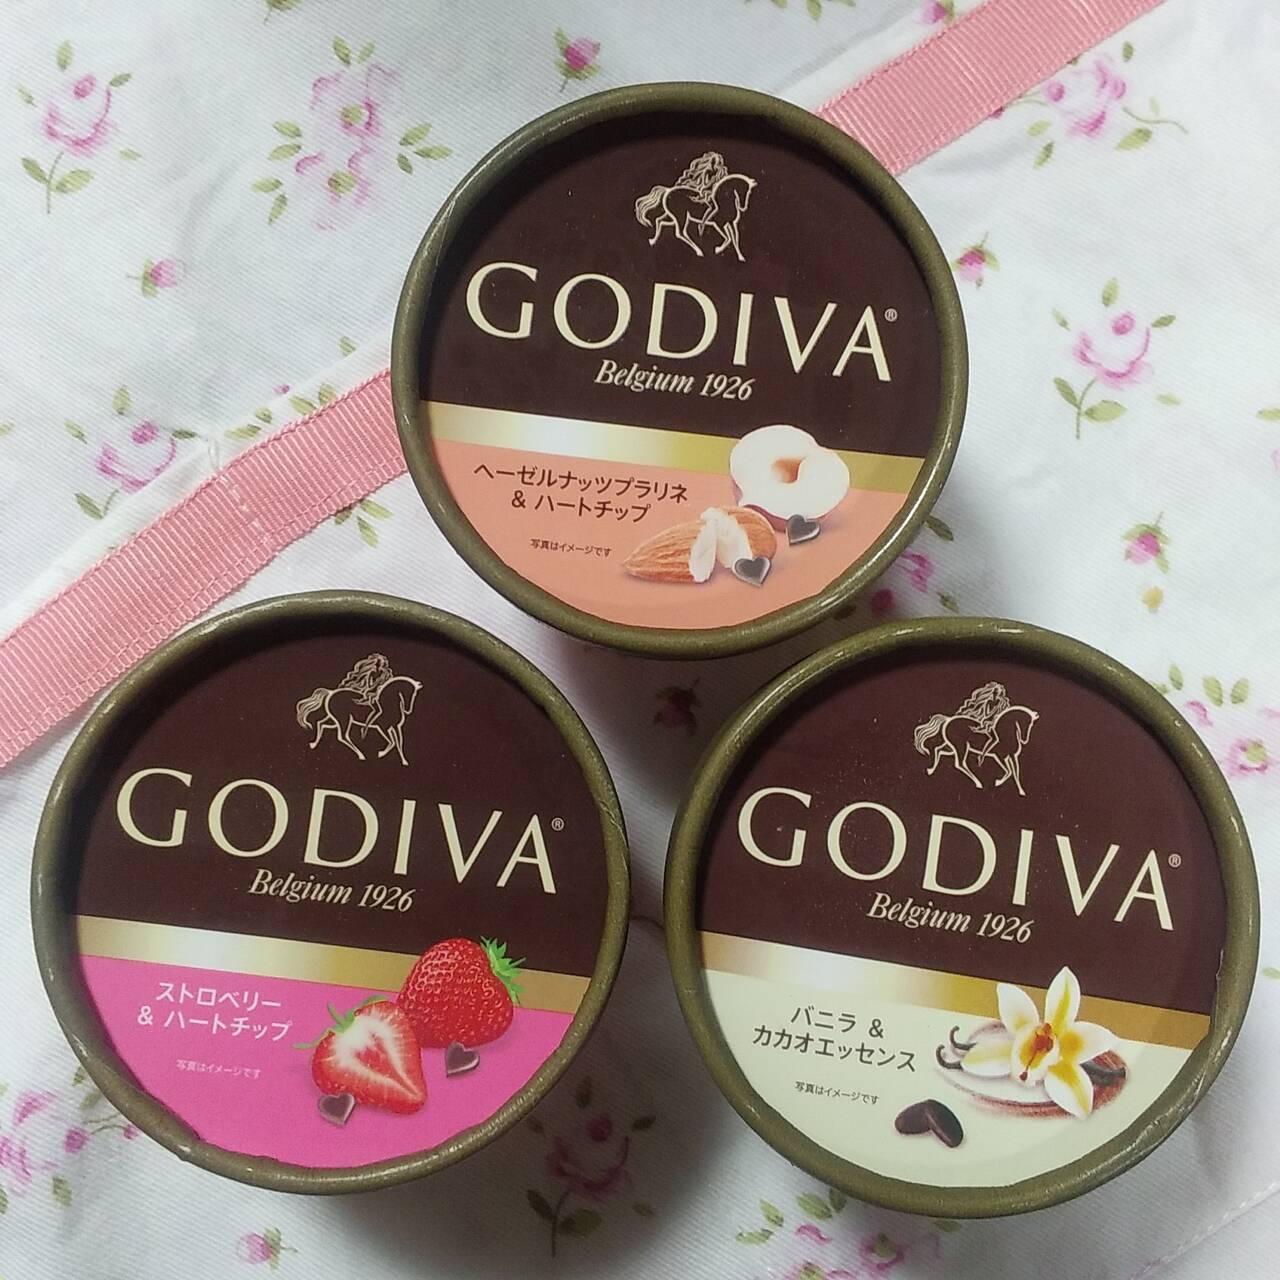 GODIVA®
Belgium 1926
ヘーゼルナッツプラリネ
& ハートチップ
写真はイメージです
GODIVA®
Belgium 1926
ストロベリー
& ハートチップ
写真はイメージです
GODIVA®
Belgium 1926
バニラ &
カカオエッセンス
写真はイメージです